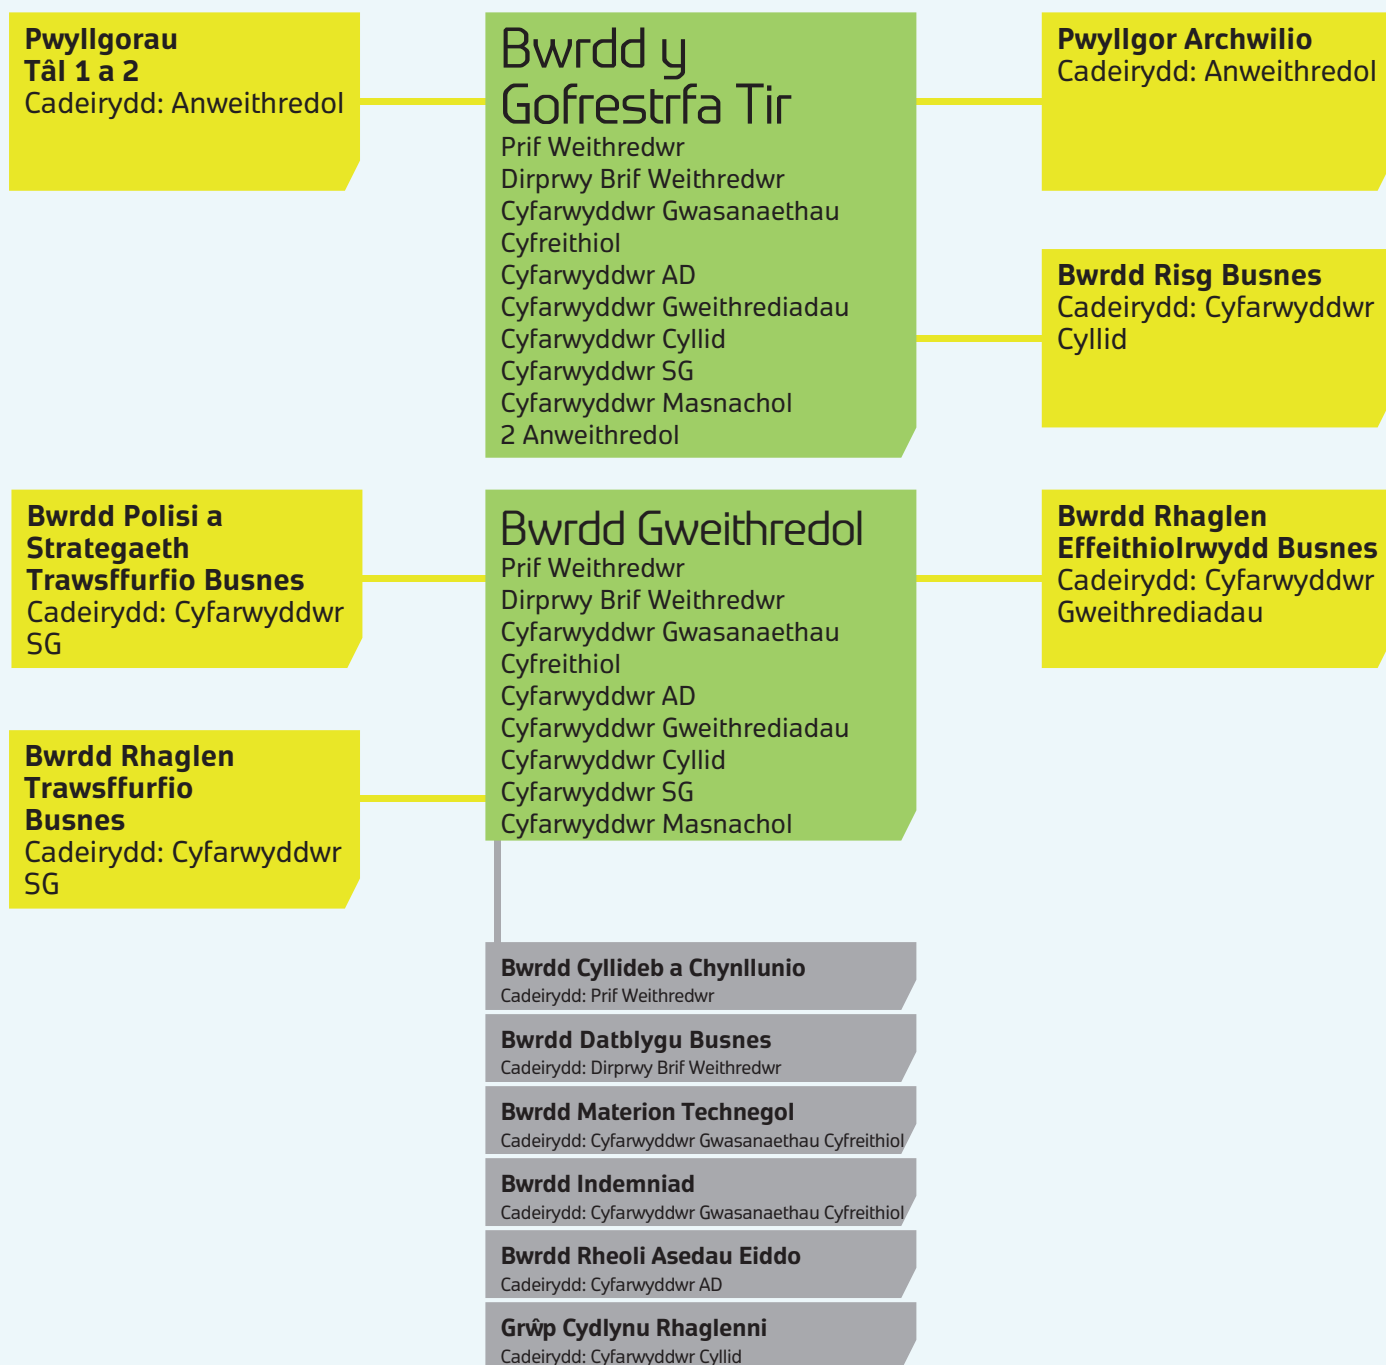 Pwyllgorau
Tâl 1 a 2
Cadeirydd: Anweithredol
Bwrdd y
Gofrestrfa Tir
Prif Weithredwr
Dirprwy Brif Weithredwr
Cyfarwyddwr Gwasanaethau
Cyfreithiol
Cyfarwyddwr AD
Cyfarwyddwr Gweithrediadau
Cyfarwyddwr Cyllid
Cyfarwyddwr SG
Cyfarwyddwr Masnachol
2 Anweithredol
Pwyllgor Archwilio
Cadeirydd: Anweithredol
Bwrdd Risg Busnes
Cadeirydd: Cyfarwyddwr
Cyllid
Bwrdd Polisi a
Strategaeth
Trawsffurfio Busnes
Cadeirydd: Cyfarwyddwr
SG
Bwrdd Rhaglen
Trawsffurfio
Busnes
Cadeirydd: Cyfarwyddwr
SG
Bwrdd Gweithredol
Prif Weithredwr
Dirprwy Brif Weithredwr
Cyfarwyddwr Gwasanaethau
Cyfreithiol
Cyfarwyddwr AD
Cyfarwyddwr Gweithrediadau
Cyfarwyddwr Cyllid
Cyfarwyddwr SG
Cyfarwyddwr Masnachol
Bwrdd Rhaglen
Effeithiolrwydd Busnes
Cadeirydd: Cyfarwyddwr
Gweithrediadau
Bwrdd Cyllideb a Chynllunio
Cadeirydd: Prif Weithredwr
Bwrdd Datblygu Busnes
Cadeirydd: Dirprwy Brif Weithredwr
Bwrdd Materion Technegol
Cadeirydd: Cyfarwyddwr Gwasanaethau Cyfreithiol
Bwrdd Indemniad
Cadeirydd: Cyfarwyddwr Gwasanaethau Cyfreithiol
Bwrdd Rheoli Asedau Eiddo
Cadeirydd: Cyfarwyddwr AD
Grŵp Cydlynu Rhaglenni
Cadeirydd: Cyfarwyddwr Cyllid